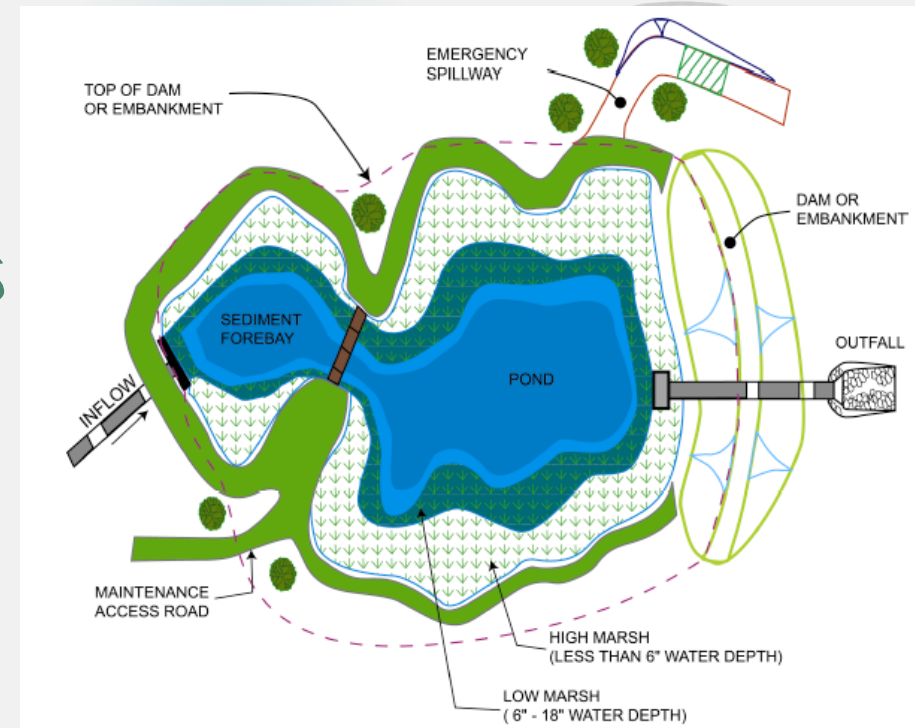 EMERGENCY
SPILLWAY
TOP OF DAM
OR EMBANKMENT
DAM OR
EMBANKMENT
SEDIMENT
FOREBAY
OUTFALL
POND
INFLOW
MAINTENANCE
ACCESS ROAD
HIGH MARSH
(LESS THAN 6" WATER DEPTH)
LOW MARSH
( 6" - 18" WATER DEPTH)